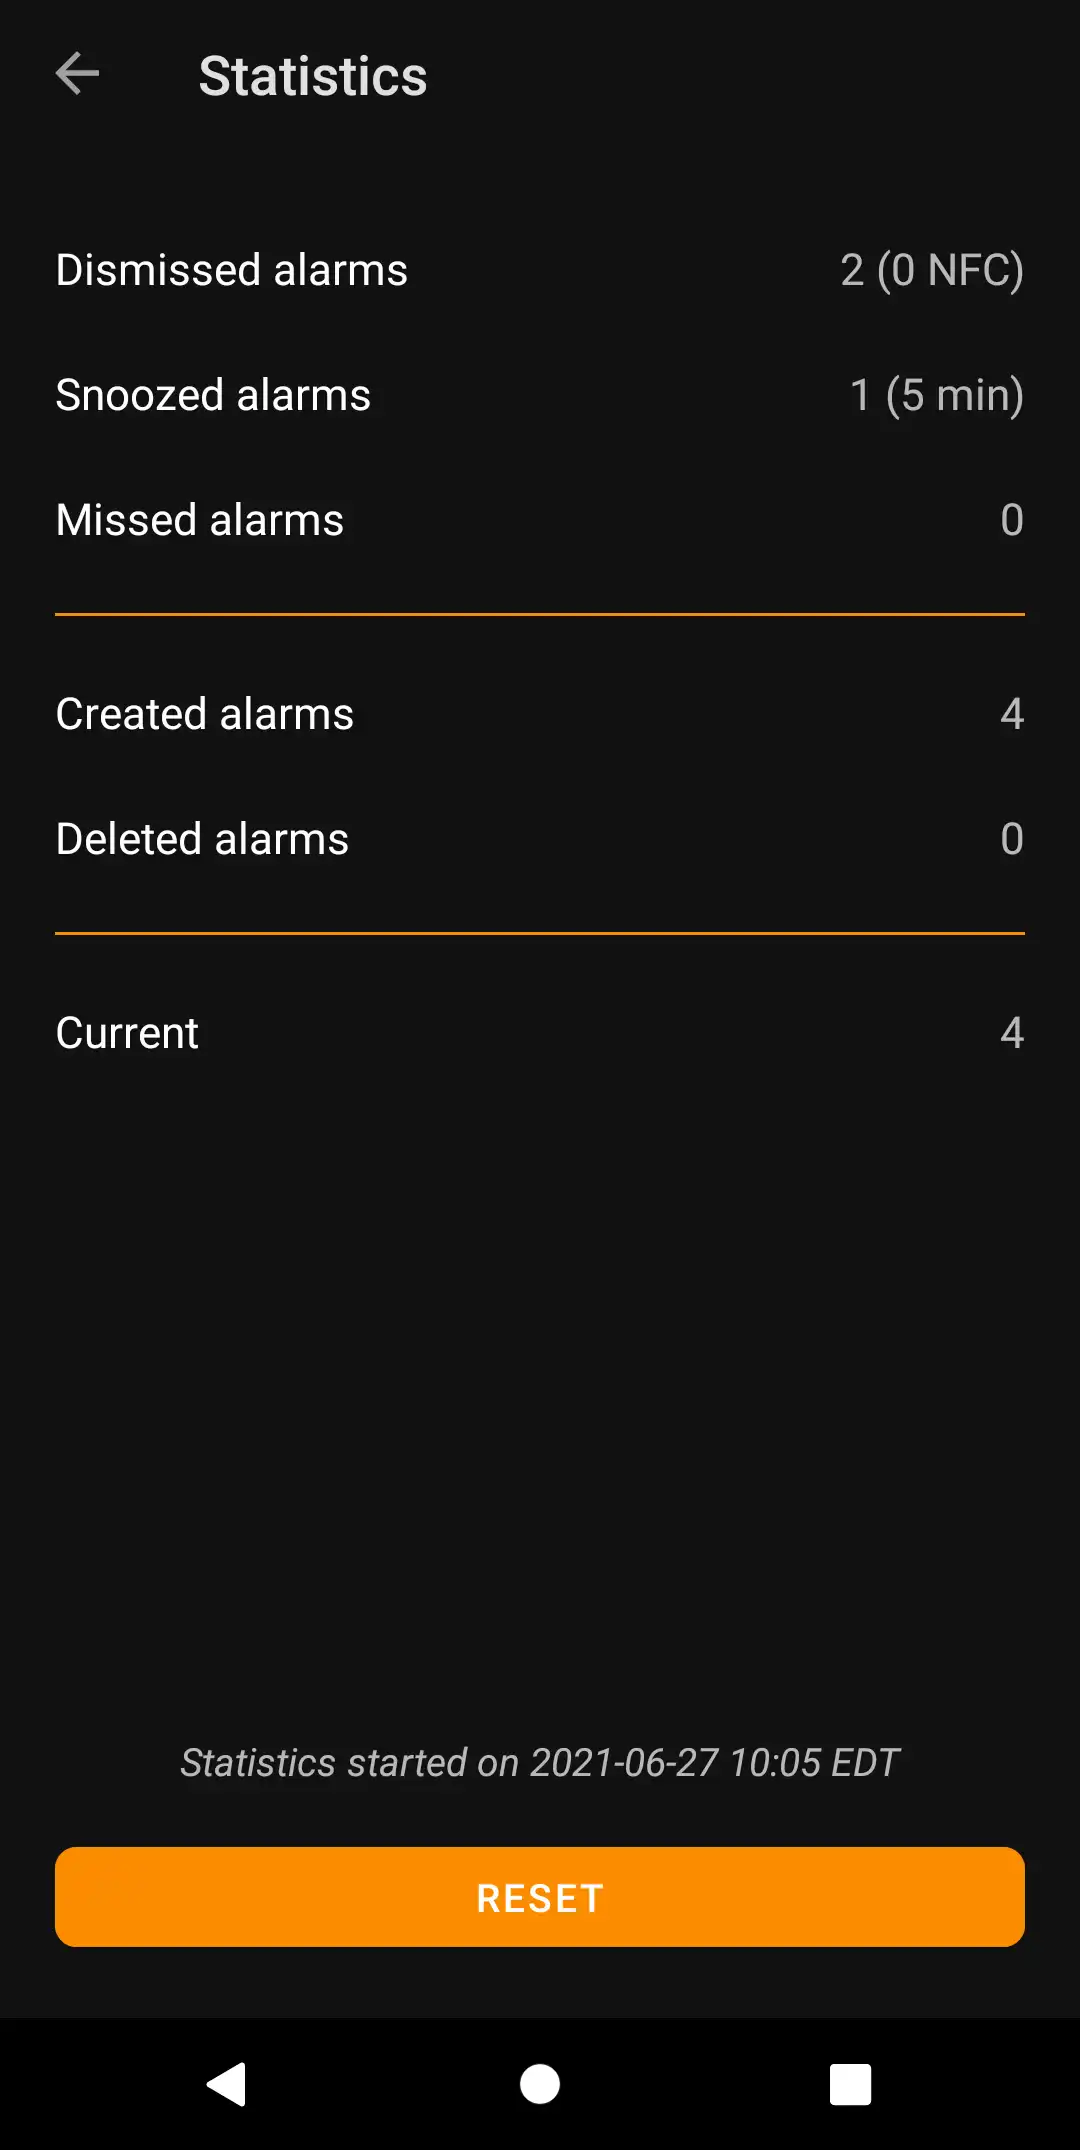 Statistics
Dismissed alarms 2 (0 NFC)
Snoozed alarms 1 (5 min)
Missed alarms 0
Created alarms 4
Deleted alarms 0
Current 4
Statistics started on 2021-06-27 10:05 EDT
RESET